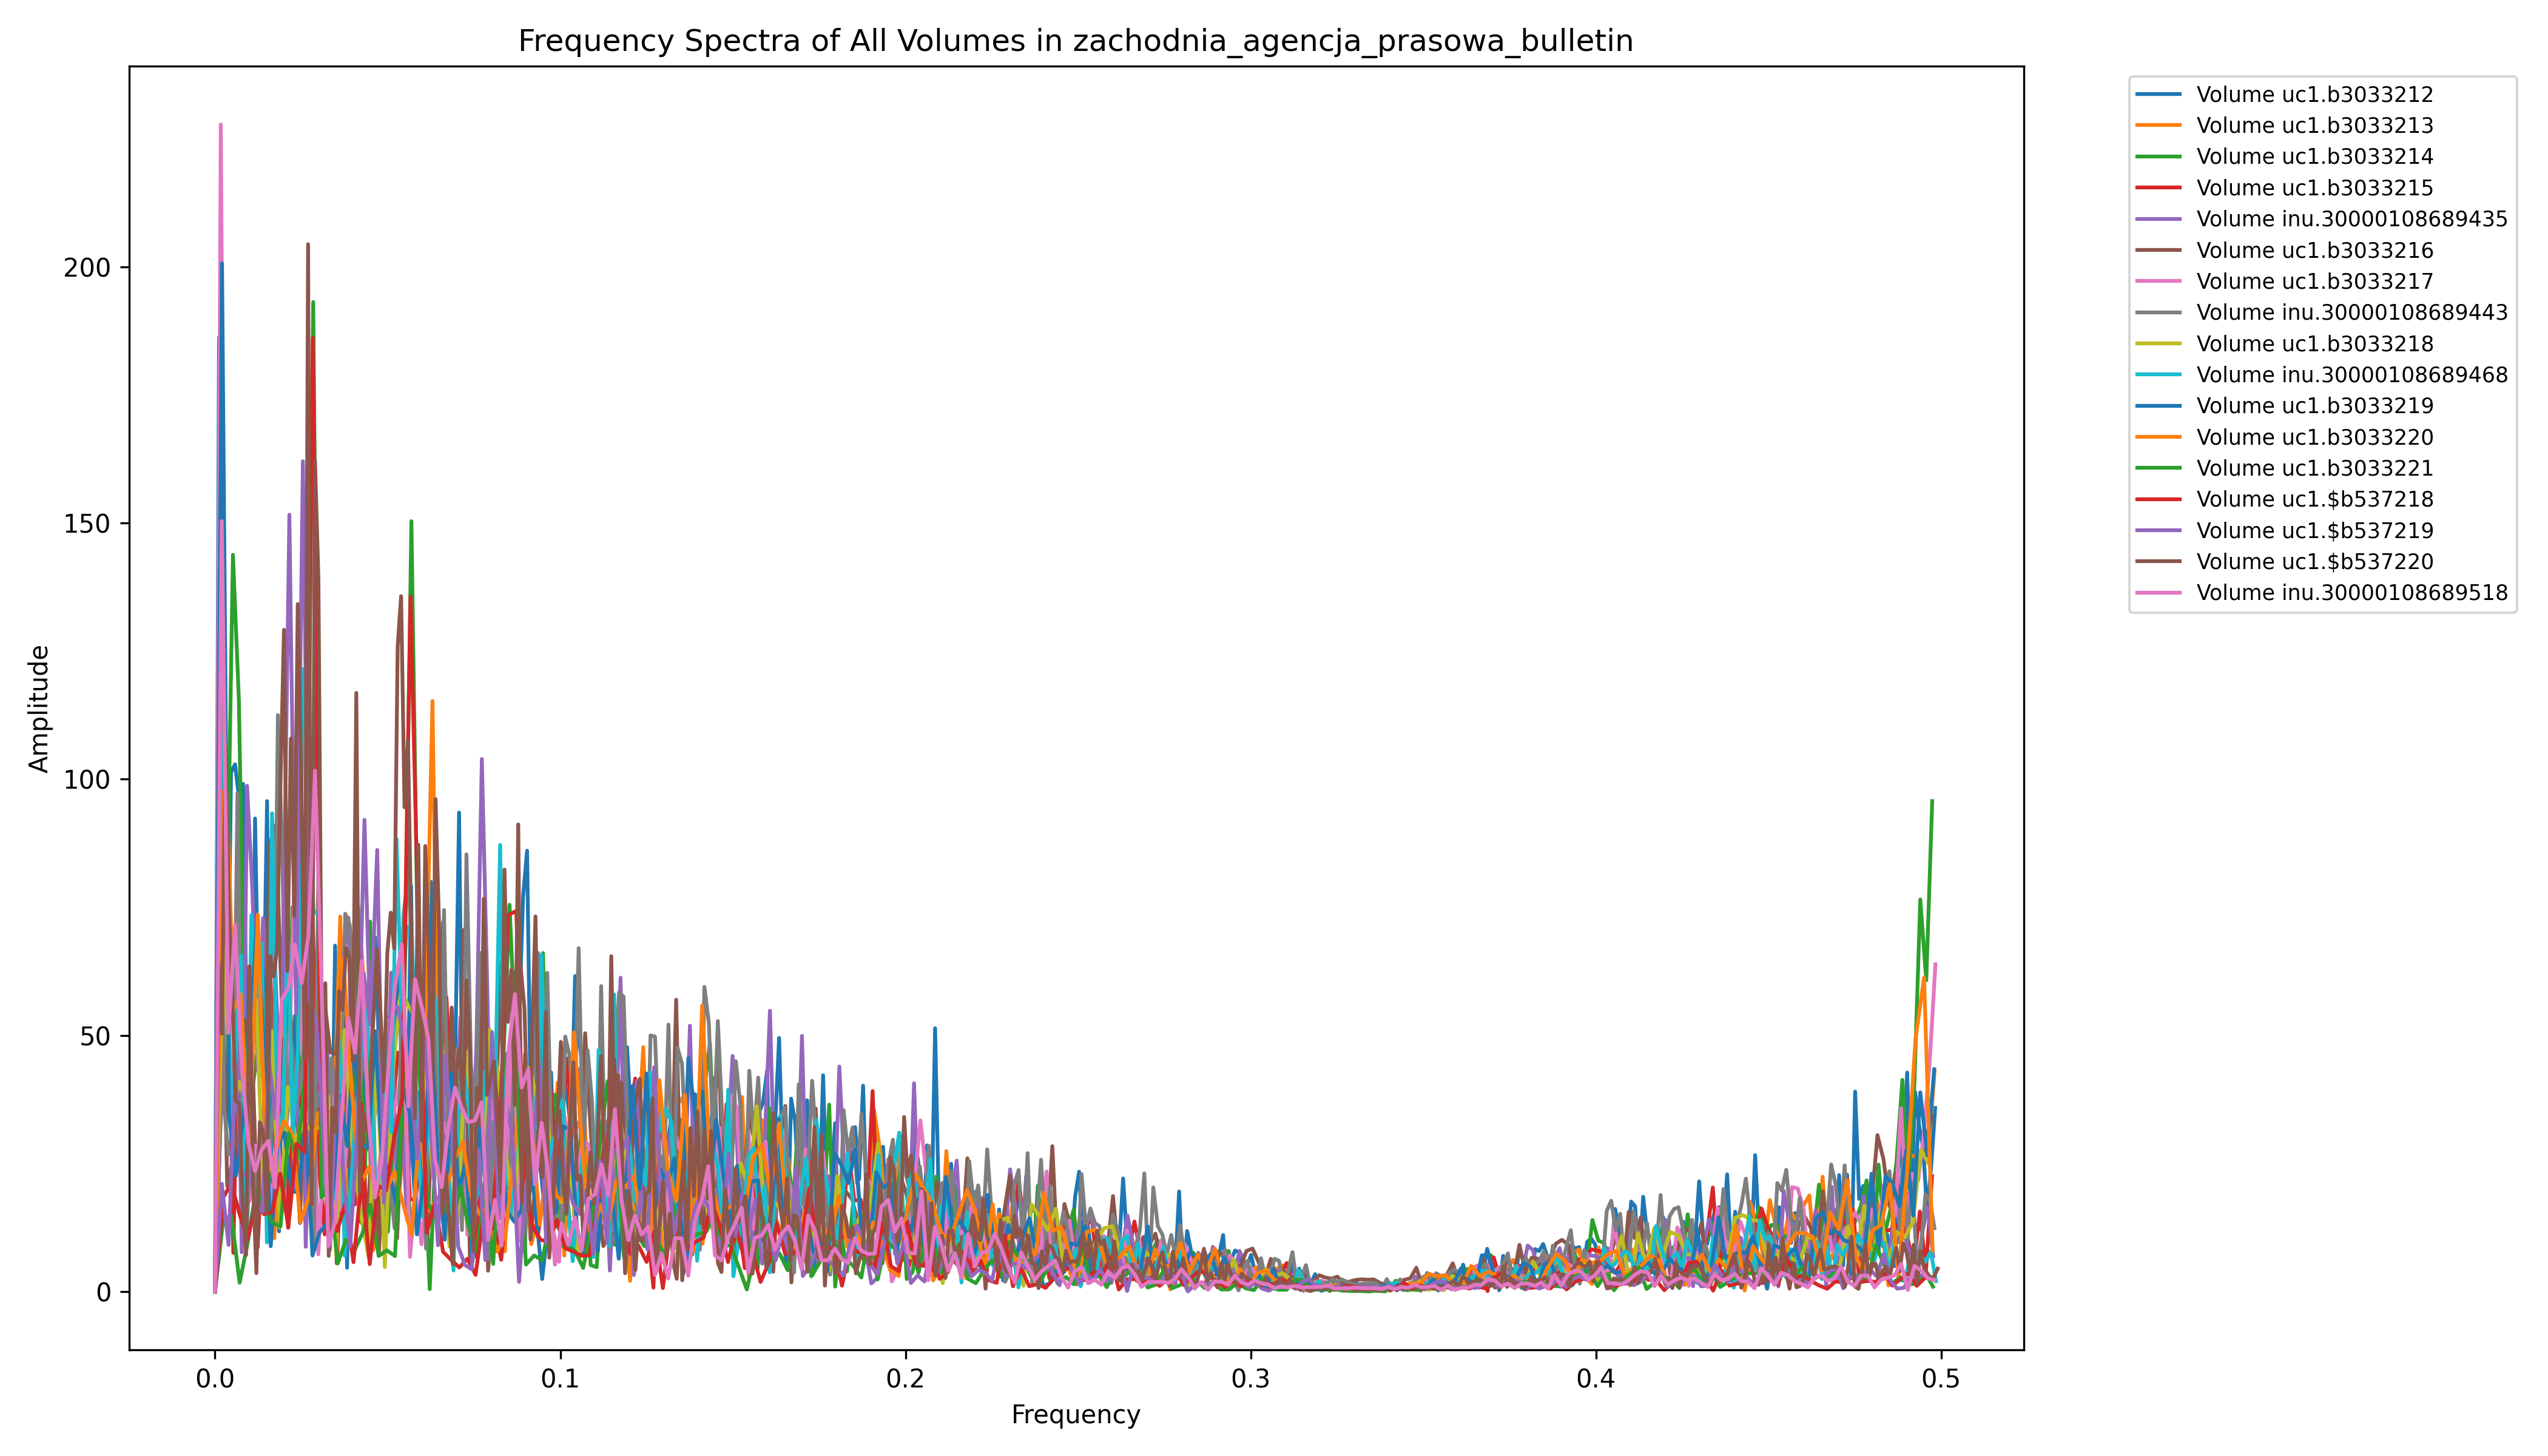 Frequency Spectra of All Volumes in zachodnia_agencja_prasowa_bulletin
Amplitude
200
150
100
50
0
0.0 0.1 0.2 0.3 0.4 0.5
Frequency
Volume uc1.b3033212
Volume uc1.b3033213
Volume uc1.b3033214
Volume uc1.b3033215
Volume inu.30000108689435
Volume uc1.b3033216
Volume uc1.b3033217
Volume inu.30000108689443
Volume uc1.b3033218
Volume inu.30000108689468
Volume uc1.b3033219
Volume uc1.b3033220
Volume uc1.b3033221
Volume uc1.$b537218
Volume uc1.$b537219
Volume uc1.$b537220
Volume inu.30000108689518